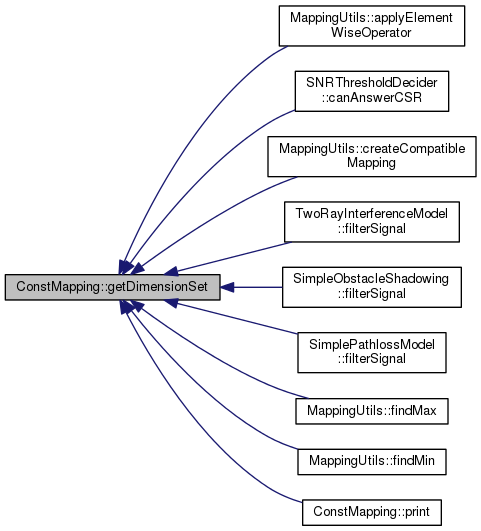 MappingUtils::applyElement
WiseOperator
SNRThresholdDecider
::canAnswerCSR
MappingUtils::createCompatible
Mapping
TwoRayInterferenceModel
::filterSignal
ConstMapping::getDimensionSet
SimpleObstacleShadowing
::filterSignal
SimplePathlossModel
::filterSignal
MappingUtils::findMax
MappingUtils::findMin
ConstMapping::print